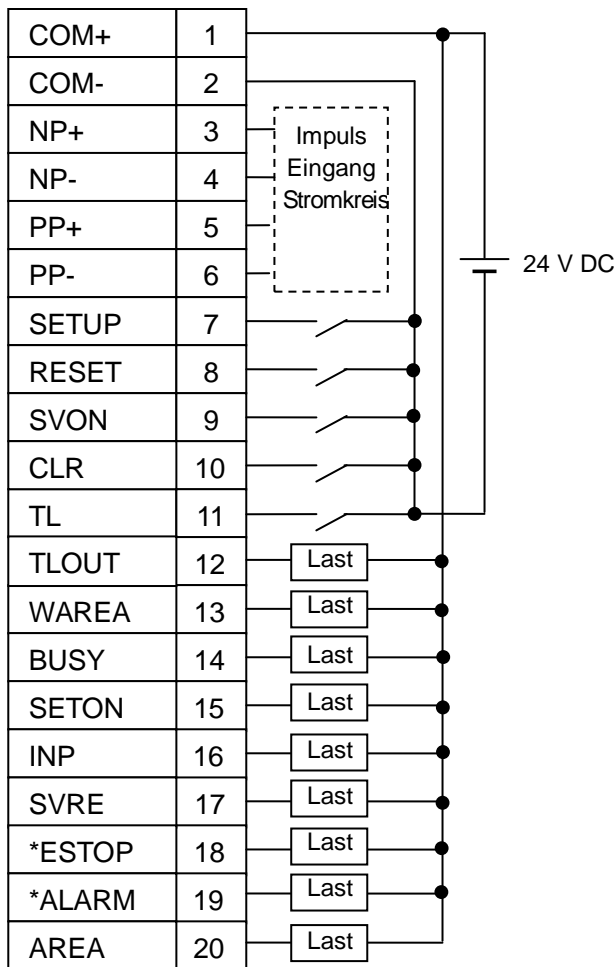 COM+ 1
COM- 2
NP+ 3
NP- 4
PP+ 5
PP- 6
Impuls
Eingang
Stromkreis
24 V DC
SETUP 7
RESET 8
SVON 9
CLR 10
TL 11
TLOUT 12 Last
WAREA 13 Last
BUSY 14 Last
SETON 15 Last
INP 16 Last
SVRE 17 Last
*ESTOP 18 Last
*ALARM 19 Last
AREA 20 Last